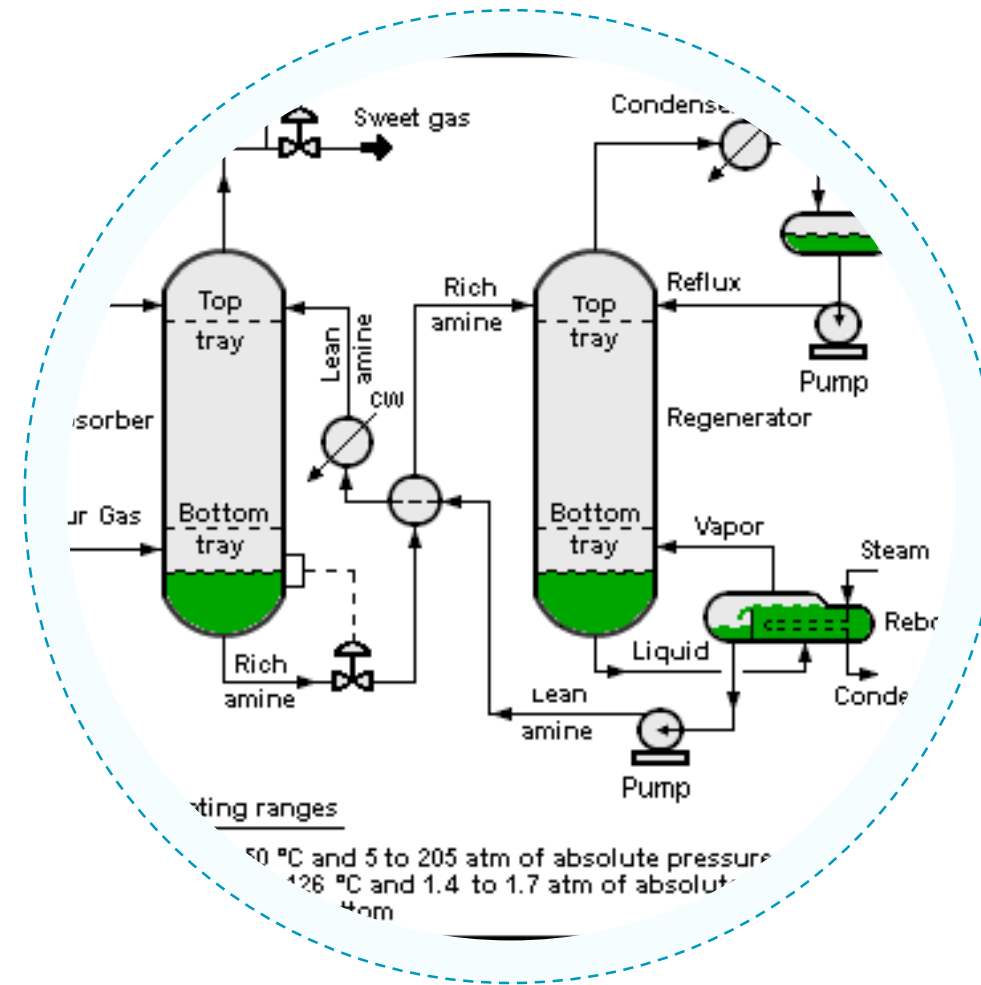 Sweet gas
Condense
Top
tray
Lean
amine
Rich
amine
Top
tray
Reflux
Pump
CW
sorber
Regenerator
ur Gas
Bottom
tray
Bottom
tray
Vapor
Steam
Rebo
Liquid
Rich
amine
Lean
amine
Conde
Pump
ting ranges
50 °C and 5 to 205 atm of absolute pressure
126 °C and 1.4 to 1.7 atm of absolute
ttom